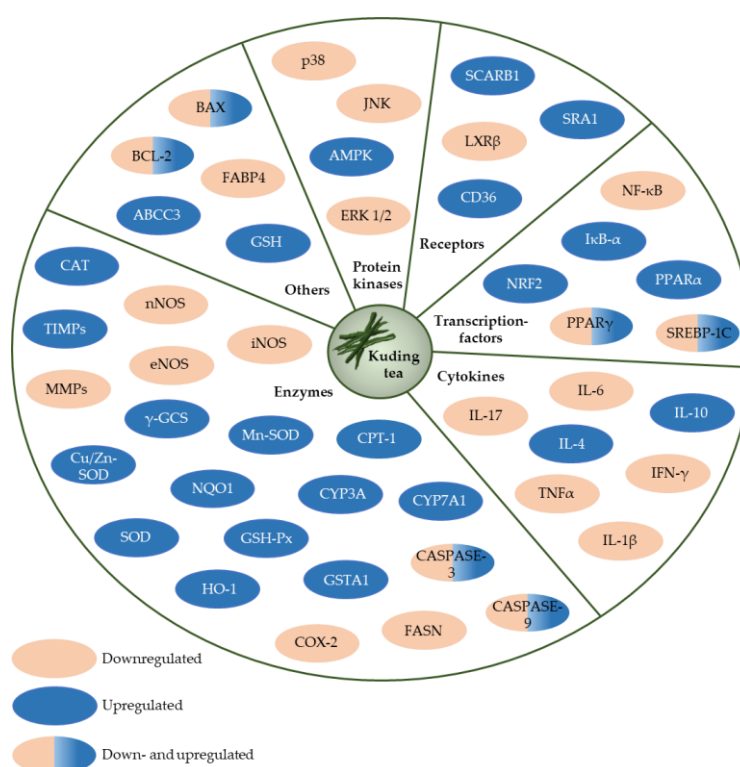 p38
JNK
AMPK
ERK 1/2
Protein
kinases
SCARB1
SRA1
LXRβ
CD36
Receptors
NF-κB
IκB-α
NRF2
PPARα
PPARγ
SREBP-1C
Transcription-
factors
Cytokines
IL-6
IL-17
IL-10
IL-4
IFN-γ
TNFα
IL-1β
BAX
BCL-2
FABP4
ABCC3
GSH
Others
Kuding
tea
Enzymes
CAT
nNOS
TIMPs
iNOS
eNOS
MMPs
γ-GCS
Mn-SOD
CPT-1
Cu/Zn-
SOD
NQO1
CYP3A
CYP7A1
SOD
GSH-Px
CASPASE-
3
HO-1
GSTA1
CASPASE-
9
COX-2
FASN
Downregulated
Upregulated
Down- and upregulated